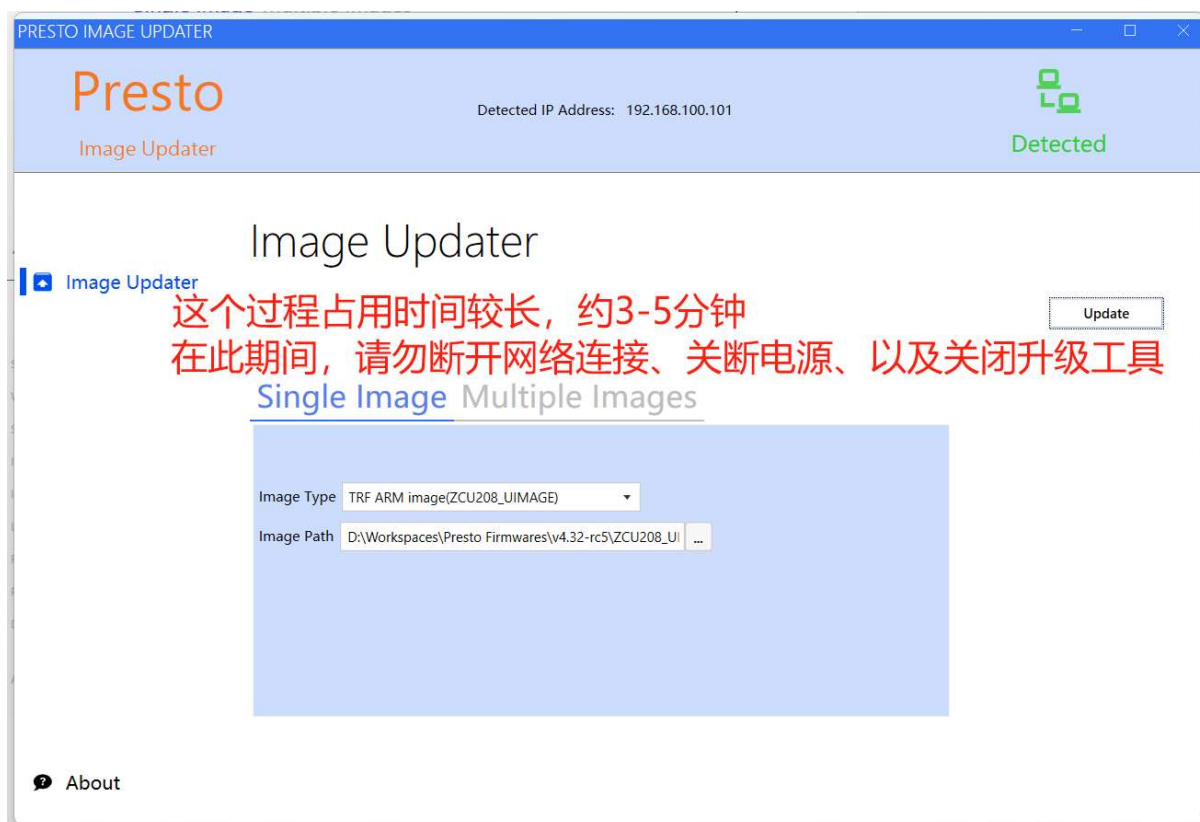 PRESTO IMAGE UPDATER
Presto
Image Updater
Detected IP Address: 192.168.100.101
Detected
Image Updater
Image Updater
这个过程占用时间较长，约3-5分钟
Update
在此期间，请勿断开网络连接、关断电源、以及关闭升级工具
Single Image Multiple Images
Image Type TRF ARM image(ZCU208_UIMAGE)
Image Path D:\Workspaces\Presto Firmwares\v4.32-rc5\ZCU208_UI
...
About